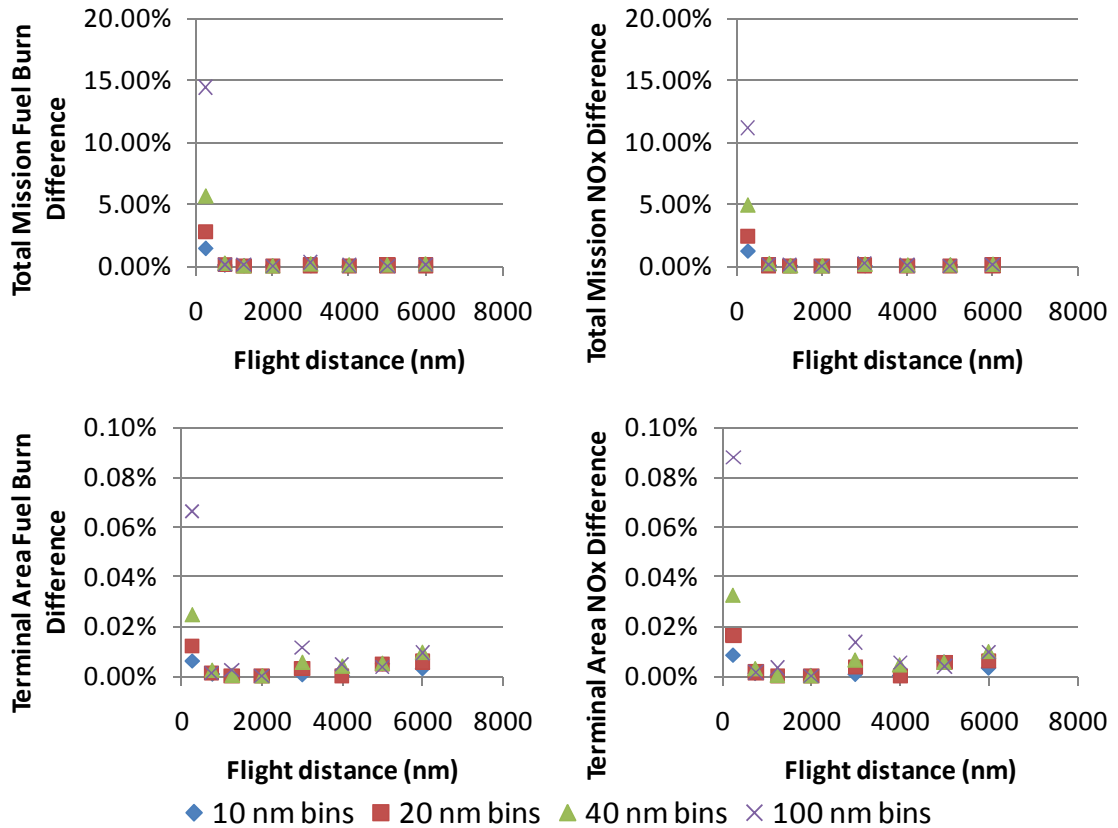 Total Mission Fuel Burn
Difference
20.00%
15.00%
10.00%
5.00%
0.00%
0 2000 4000 6000 8000
Flight distance (nm)
Total Mission NOx Difference
20.00%
15.00%
10.00%
5.00%
0.00%
0 2000 4000 6000 8000
Flight distance (nm)
Terminal Area Fuel Burn
Difference
0.10%
0.08%
0.06%
0.04%
0.02%
0.00%
0 2000 4000 6000 8000
Flight distance (nm)
Terminal Area NOx Difference
0.10%
0.08%
0.06%
0.04%
0.02%
0.00%
0 2000 4000 6000 8000
Flight distance (nm)
10 nm bins 20 nm bins 40 nm bins 100 nm bins